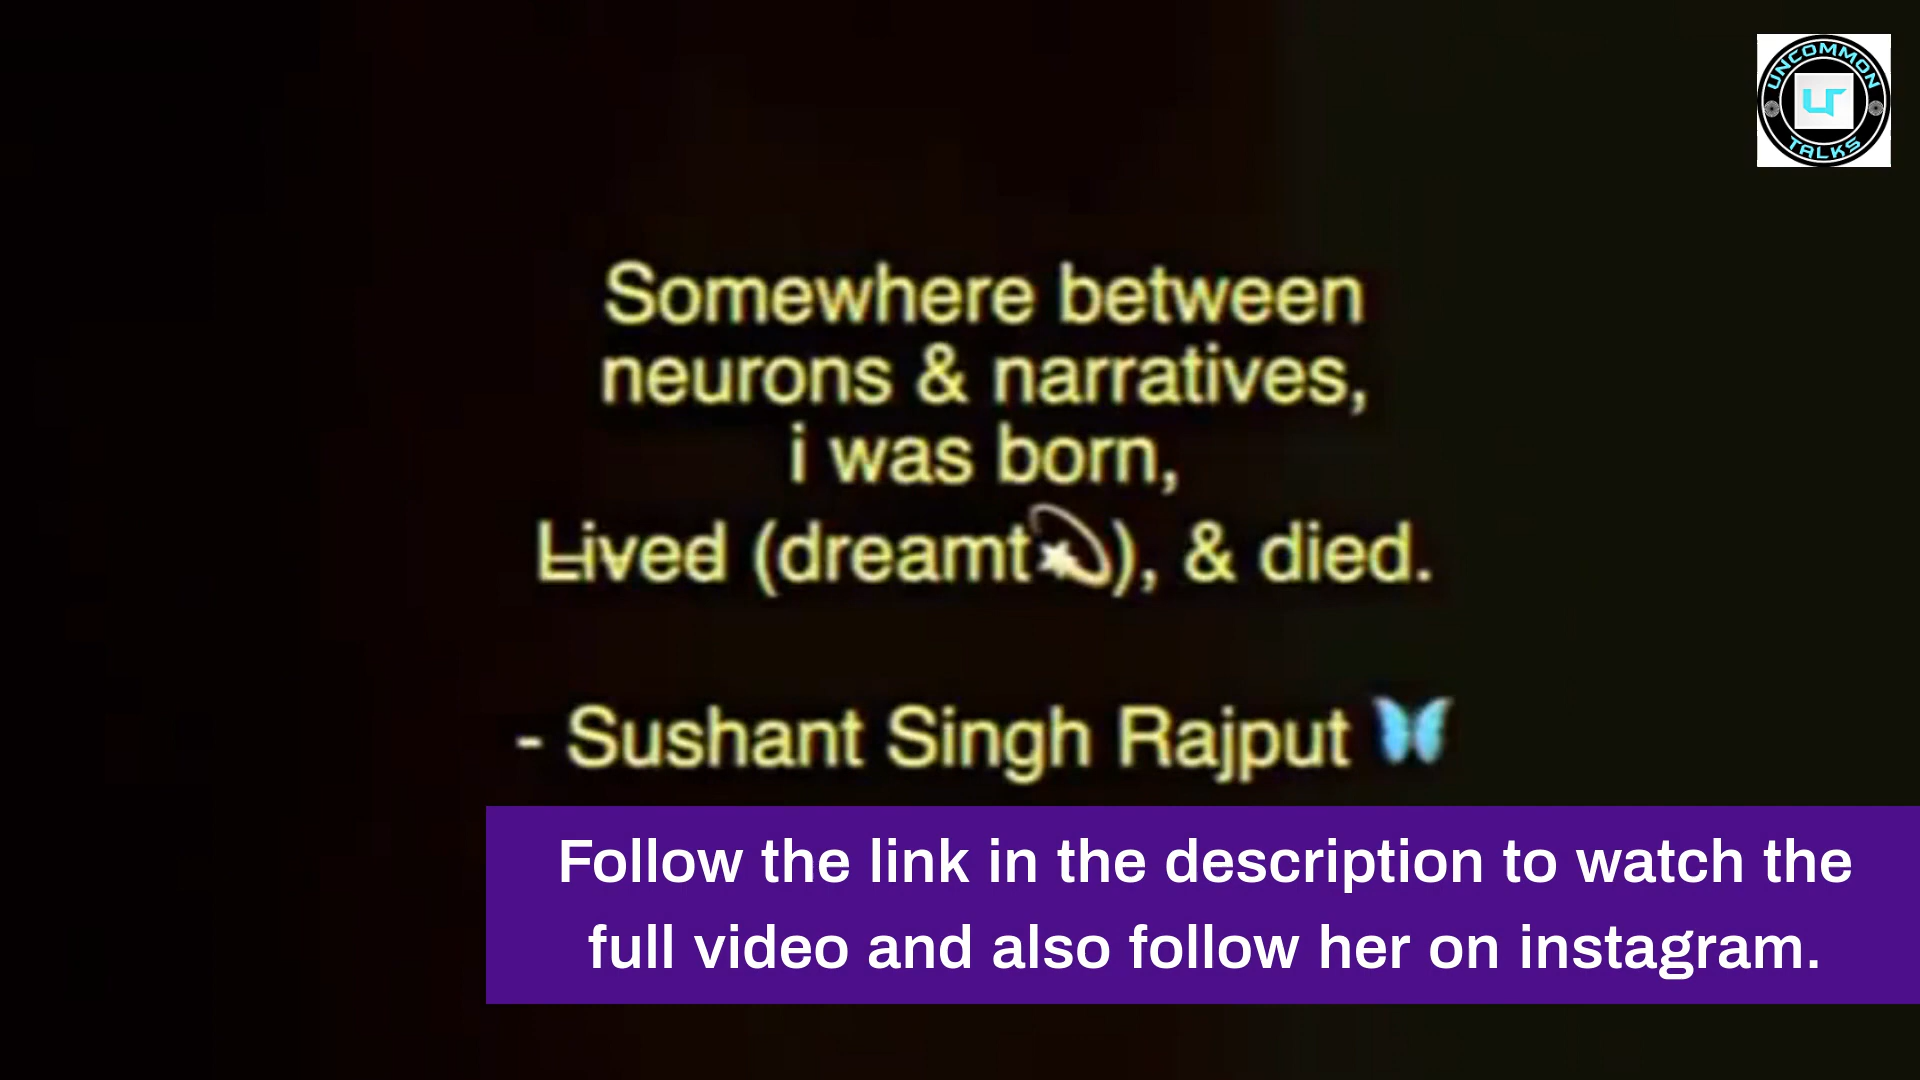 UNCOMMON
UT
TALKS
Somewhere between
neurons & narratives,
i was born,
Lived (dreamt💫), & died.
- Sushant Singh Rajput 🦋
Follow the link in the description to watch the
full video and also follow her on instagram.